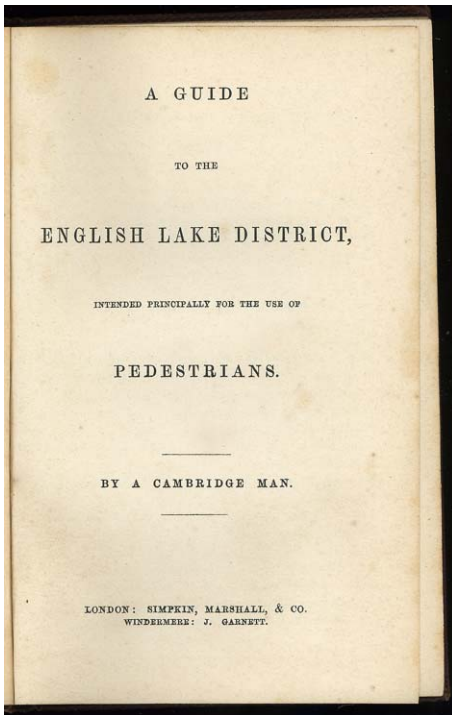 A GUIDE
TO THE
ENGLISH LAKE DISTRICT,
INTENDED PRINCIPALLY FOR THE USE OF
PEDESTRIANS.
BY A CAMBRIDGE MAN.
LONDON: SIMPKIN, MARSHALL, & CO.
WINDERMERE: J. GARNETT.